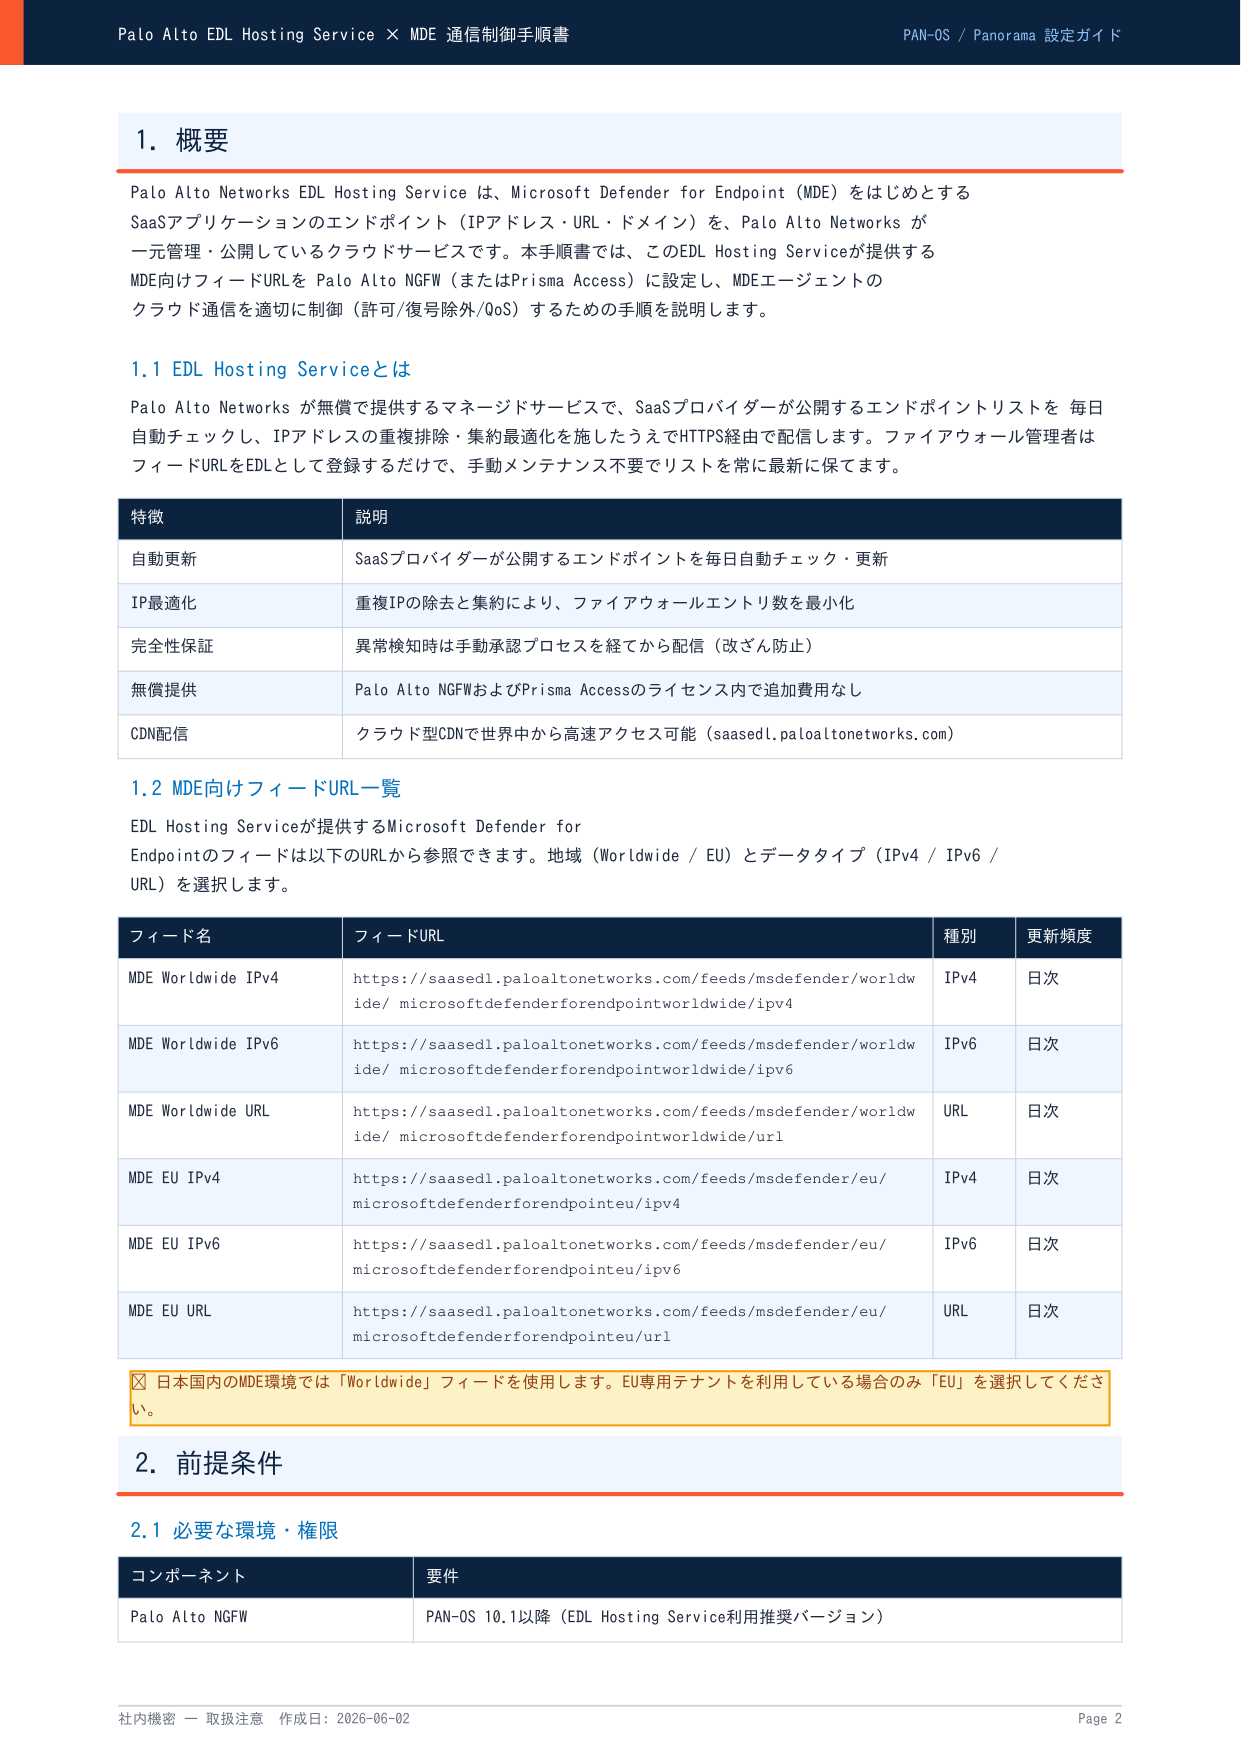 Palo Alto EDL Hosting Service × MDE 通信制御手順書
PAN-OS / Panorama 設定ガイド
1. 概要
Palo Alto Networks EDL Hosting Service は、Microsoft Defender for Endpoint（MDE）をはじめとする
SaaSアプリケーションのエンドポイント（IPアドレス・URL・ドメイン）を、Palo Alto Networks が
一元管理・公開しているクラウドサービスです。本手順書では、このEDL Hosting Serviceが提供する
MDE向けフィードURLを Palo Alto NGFW（またはPrisma Access）に設定し、MDEエージェントの
クラウド通信を適切に制御（許可/復号除外/QoS）するための手順を説明します。
1.1 EDL Hosting Serviceとは
Palo Alto Networks が無償で提供するマネージドサービスで、SaaSプロバイダーが公開するエンドポイントリストを 毎日
自動チェックし、IPアドレスの重複排除・集約最適化を施したうえでHTTPS経由で配信します。ファイアウォール管理者は
フィードURLをEDLとして登録するだけで、手動メンテナンス不要でリストを常に最新に保てます。
特徴 説明
自動更新 SaaSプロバイダーが公開するエンドポイントを毎日自動チェック・更新
IP最適化 重複IPの除去と集約により、ファイアウォールエントリ数を最小化
完全性保証 異常検知時は手動承認プロセスを経てから配信（改ざん防止）
無償提供 Palo Alto NGFWおよびPrisma Accessのライセンス内で追加費用なし
CDN配信 クラウド型CDNで世界中から高速アクセス可能（saasedl.paloaltonetworks.com）
1.2 MDE向けフィードURL一覧
EDL Hosting Serviceが提供するMicrosoft Defender for
Endpointのフィードは以下のURLから参照できます。地域（Worldwide / EU）とデータタイプ（IPv4 / IPv6 /
URL）を選択します。
フィード名 フィードURL 種別 更新頻度
MDE Worldwide IPv4 https://saasedl.paloaltonetworks.com/feeds/msdefender/worldw IPv4 日次
ide/ microsoftdefenderforendpointworldwide/ipv4
MDE Worldwide IPv6 https://saasedl.paloaltonetworks.com/feeds/msdefender/worldw IPv6 日次
ide/ microsoftdefenderforendpointworldwide/ipv6
MDE Worldwide URL https://saasedl.paloaltonetworks.com/feeds/msdefender/worldw URL 日次
ide/ microsoftdefenderforendpointworldwide/url
MDE EU IPv4 https://saasedl.paloaltonetworks.com/feeds/msdefender/eu/ IPv4 日次
microsoftdefenderforendpointeu/ipv4
MDE EU IPv6 https://saasedl.paloaltonetworks.com/feeds/msdefender/eu/ IPv6 日次
microsoftdefenderforendpointeu/ipv6
MDE EU URL https://saasedl.paloaltonetworks.com/feeds/msdefender/eu/ URL 日次
microsoftdefenderforendpointeu/url
日本国内のMDE環境では「Worldwide」フィードを使用します。EU専用テナントを利用している場合のみ「EU」を選択してくださ
い。
2. 前提条件
2.1 必要な環境・権限
コンポーネント 要件
Palo Alto NGFW PAN-OS 10.1以降（EDL Hosting Service利用推奨バージョン）
社内機密 — 取扱注意 作成日: 2026-06-02
Page 2